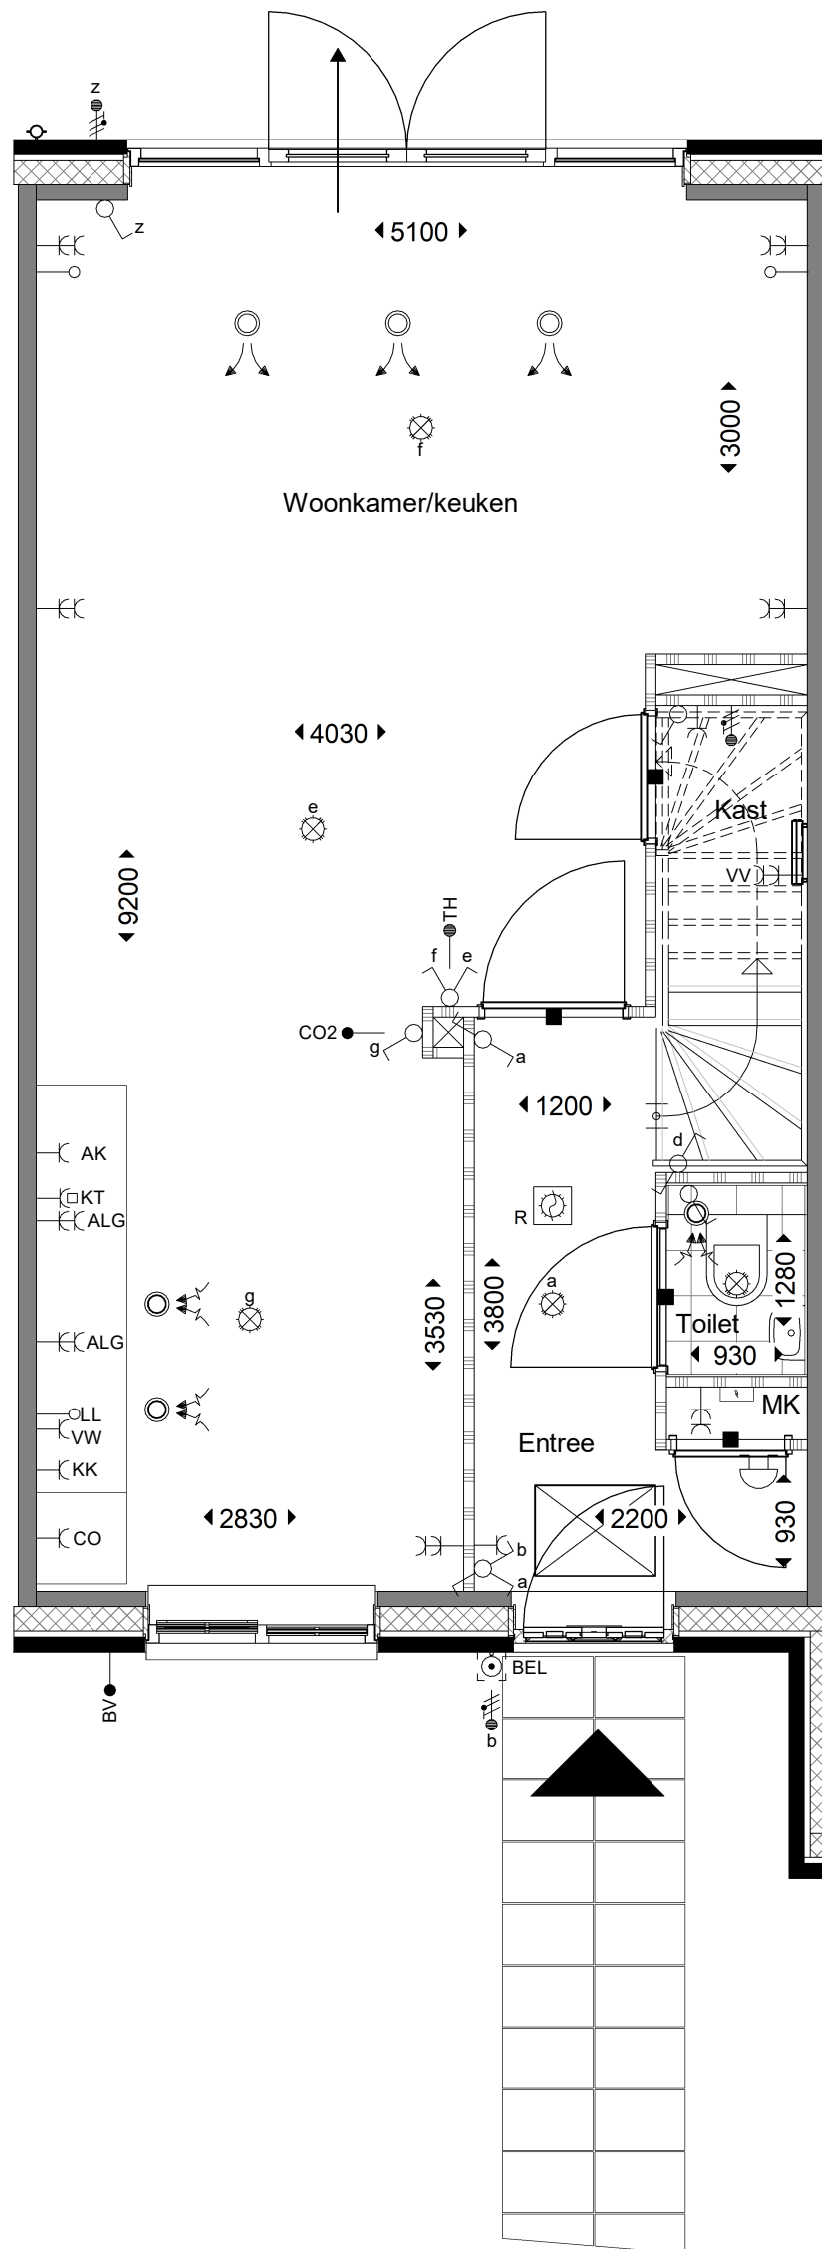 z
z
5100
3000
f
Woonkamer/keuken
4030
e
Kast
9200
VV
TH
f
e
CO2
g
a
1200
d
AK
KT
ALG
R
1280
g
a
3530
3800
Toilet
930
ALG
LL
VW
KK
MK
Entree
CO
2830
2200
930
b
a
BEL
BV
b